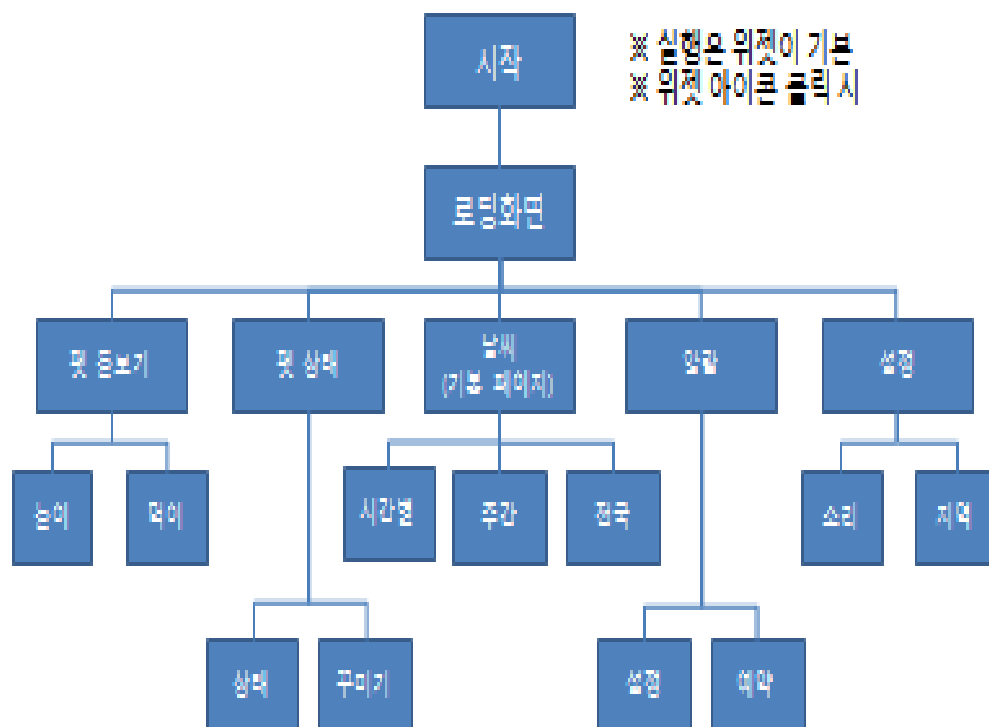 시작
※ 실행은 위젯이 기본
※ 위젯 아이콘 클릭 시
로딩화면
펫 돌보기
펫 상태
날씨
(기본 페이지)
알람
설정
놀이
먹이
시간별
주간
전국
소리
지역
상태
꾸미기
설정
예약